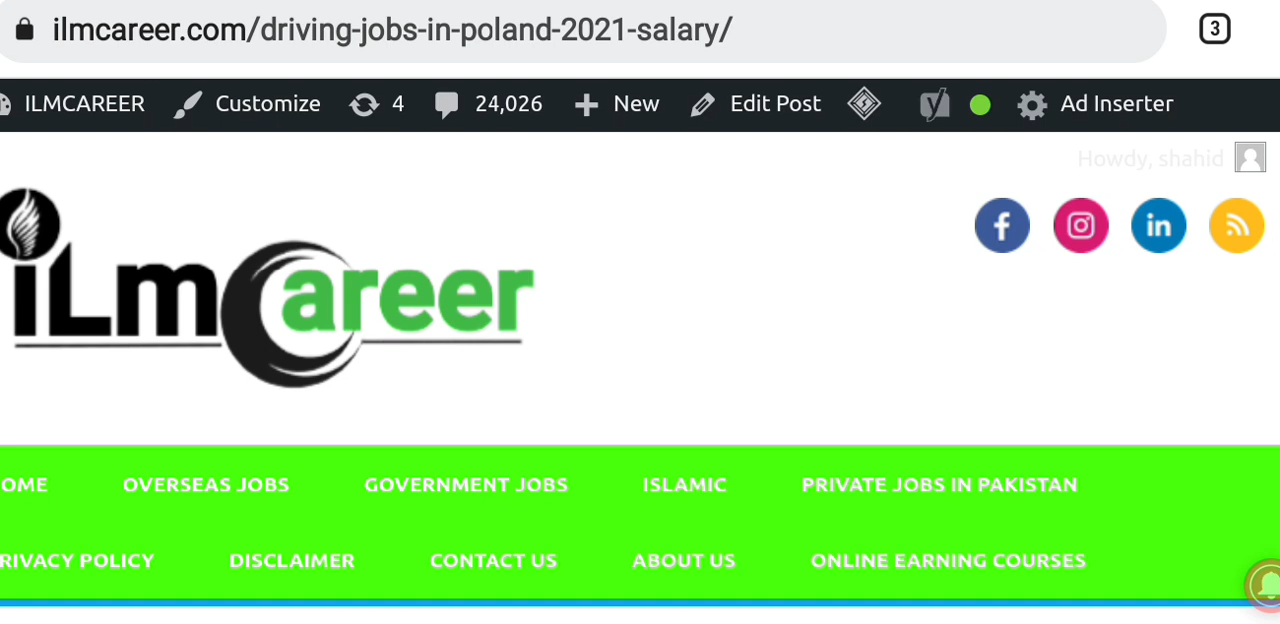 ilmcareer.com/driving-jobs-in-poland-2021-salary/ 3
ILMCAREER Customize 4 24,026 New Edit Post Ad Inserter
Howdy, shahid
iLmCareer
OME OVERSEAS JOBS GOVERNMENT JOBS ISLAMIC PRIVATE JOBS IN PAKISTAN
RIVACY POLICY DISCLAIMER CONTACT US ABOUT US ONLINE EARNING COURSES